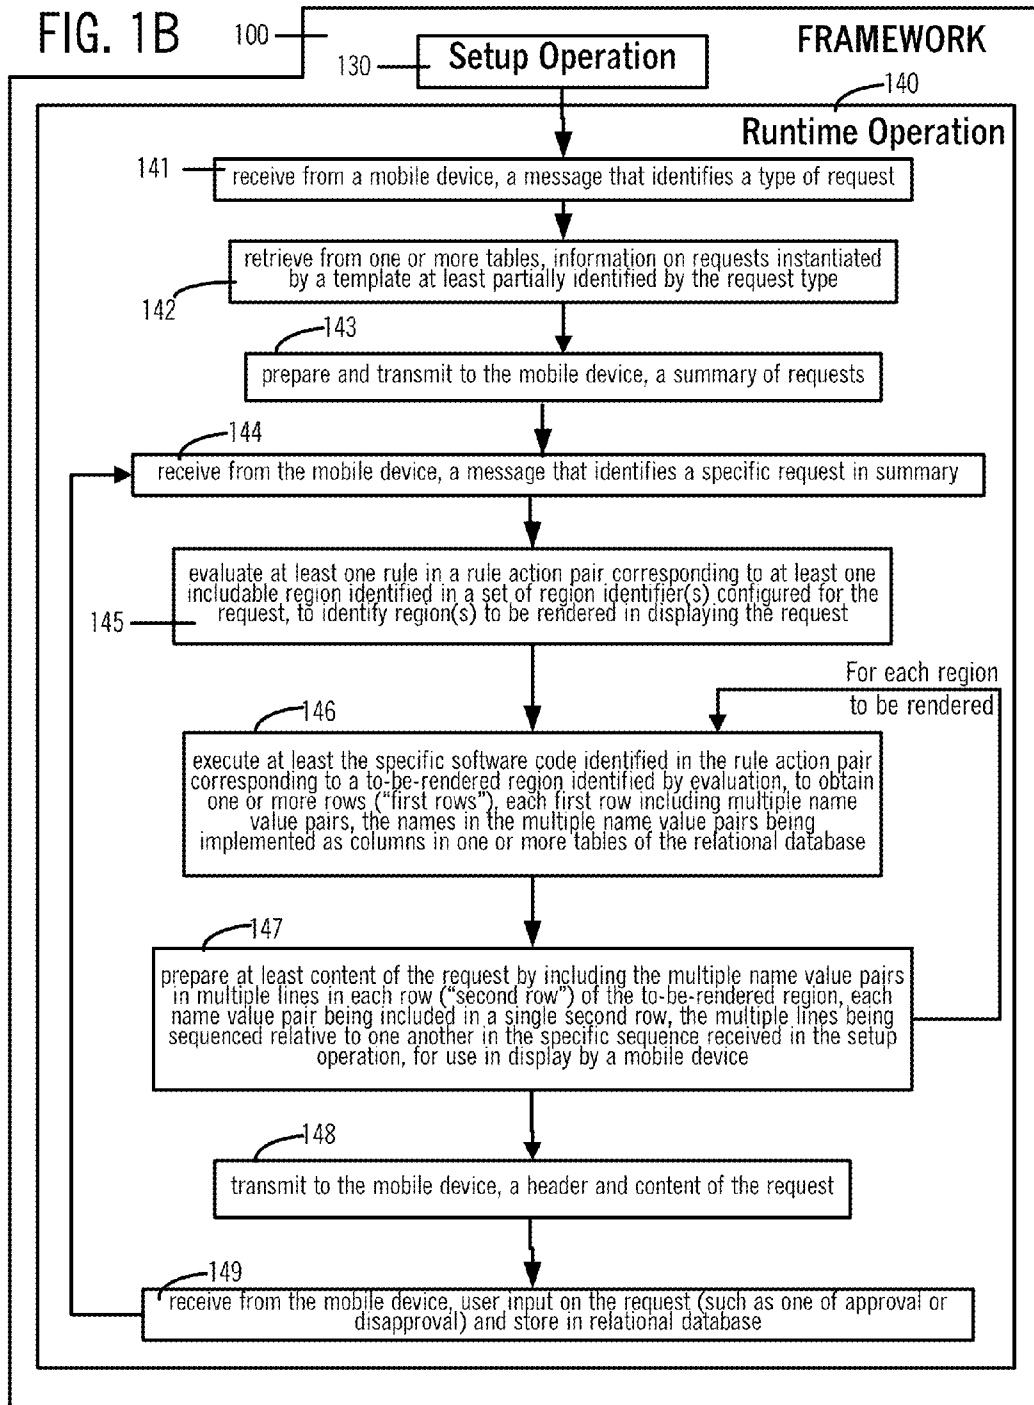 FIG. 1B
100
FRAMEWORK
130
Setup Operation
140
Runtime Operation
141
receive from a mobile device, a message that identifies a type of request
retrieve from one or more tables, information on requests instantiated
by a template at least partially identified by the request type
142
143
prepare and transmit to the mobile device, a summary of requests
144
receive from the mobile device, a message that identifies a specific request in summary
evaluate at least one rule in a rule action pair corresponding to at least one
includable region identified in a set of region identifier(s) configured for the
request, to identify region(s) to be rendered in displaying the request
145
For each region
to be rendered
146
execute at least the specific software code identified in the rule action pair
corresponding to a to-be-rendered region identified by evaluation, to obtain
one or more rows ("first rows"), each first row including multiple name
value pairs, the names in the multiple name value pairs being
implemented as columns in one or more tables of the relational database
147
prepare at least content of the request by including the multiple name value pairs
in multiple lines in each row ("second row") of the to-be-rendered region, each
name value pair being included in a single second row, the multiple lines being
sequenced relative to one another in the specific sequence received in the setup
operation, for use in display by a mobile device
148
transmit to the mobile device, a header and content of the request
149
receive from the mobile device, user input on the request (such as one of approval or
disapproval) and store in relational database